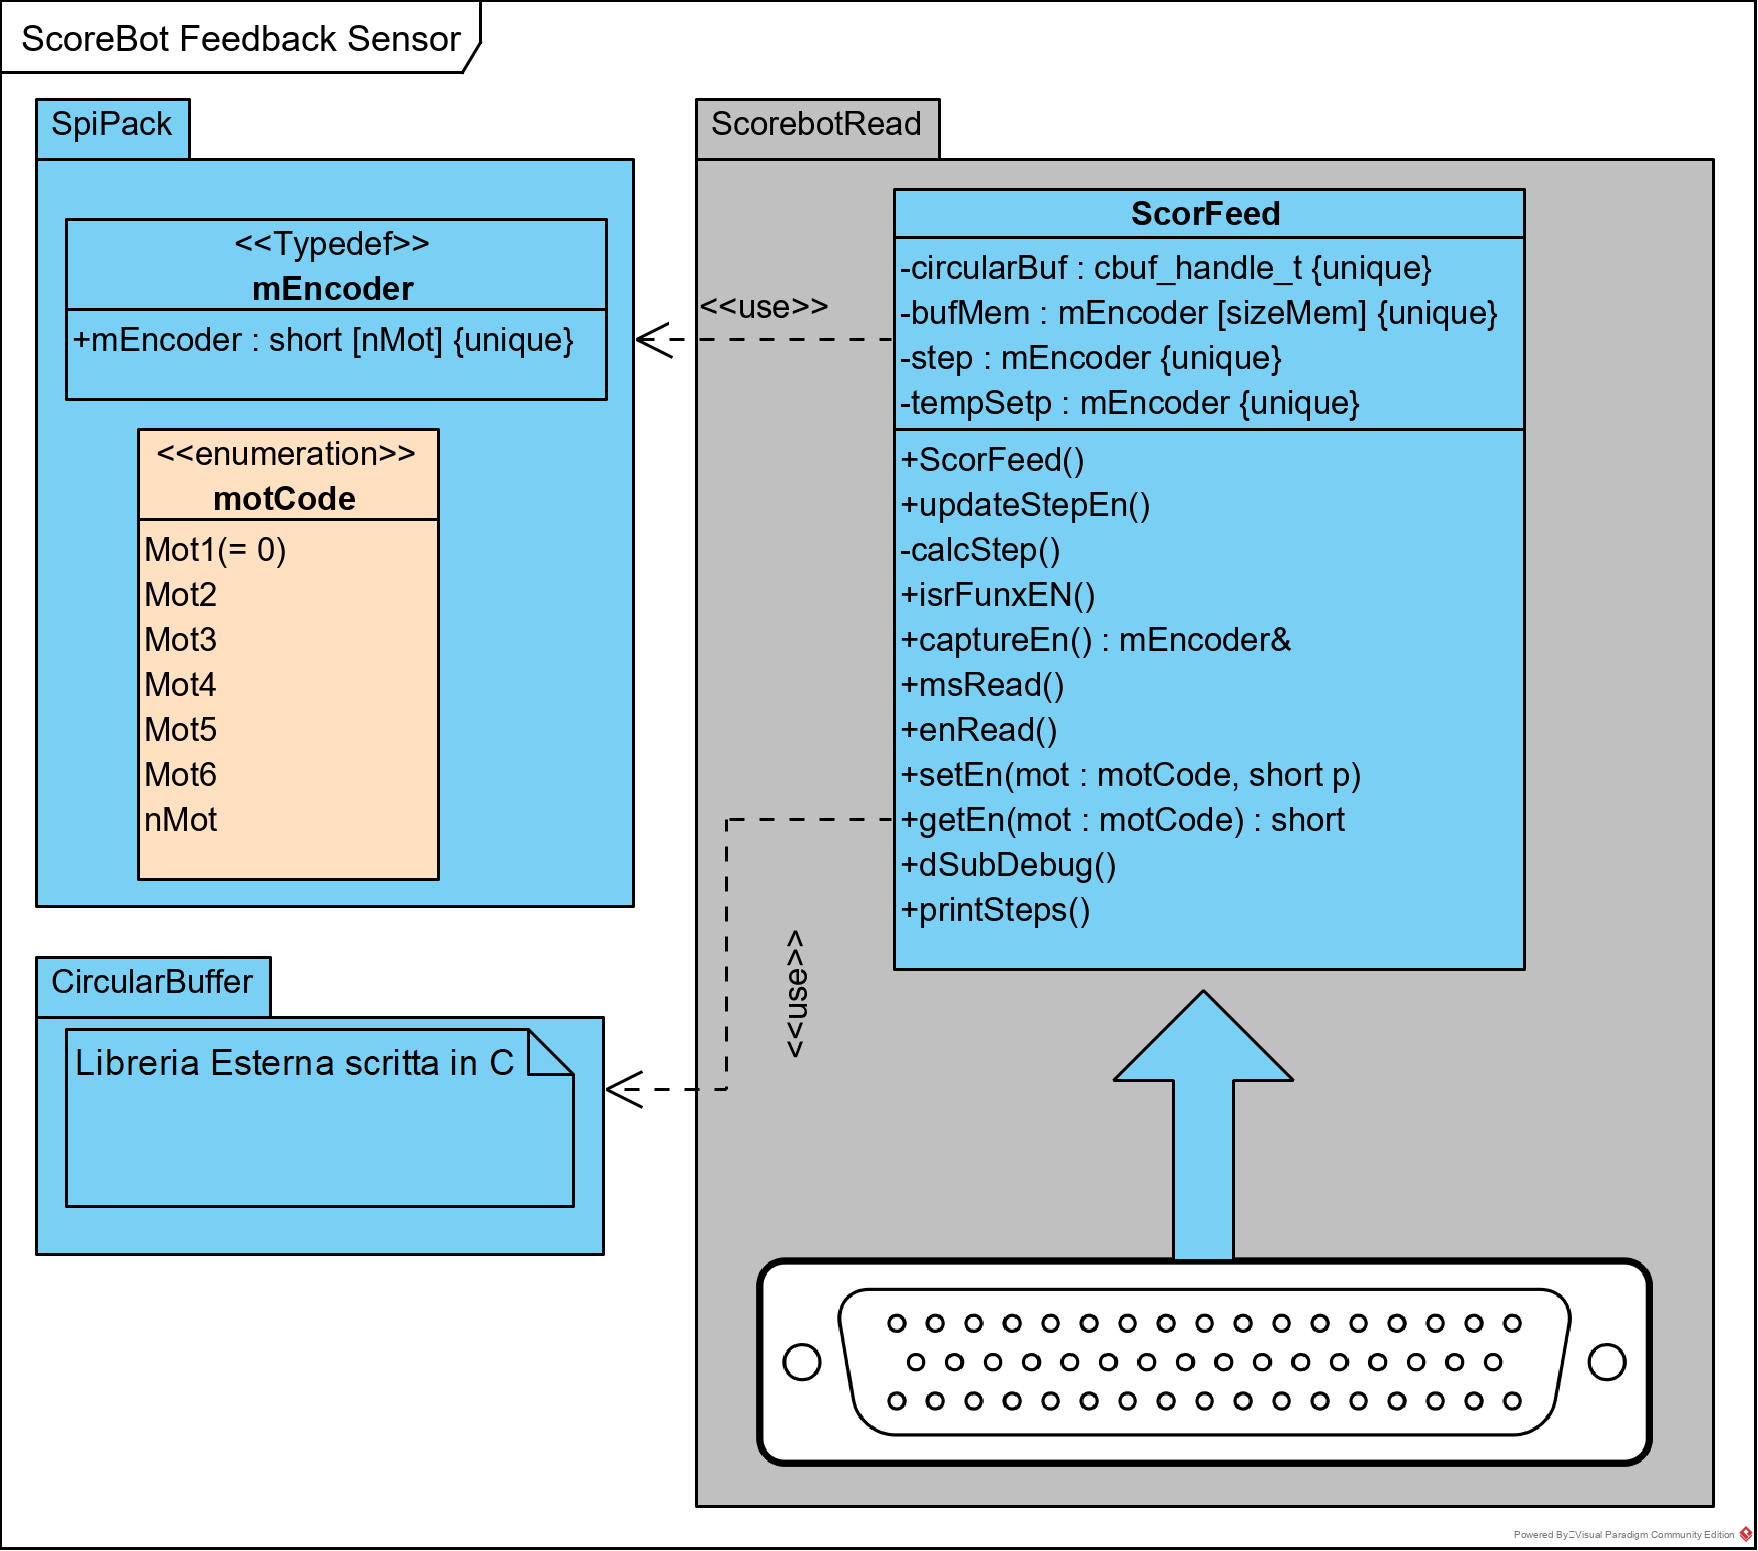 ScoreBot Feedback Sensor
SpiPack
<<Typedef>>
mEncoder
+mEncoder : short [nMot] {unique}
<<enumeration>>
motCode
Mot1(= 0)
Mot2
Mot3
Mot4
Mot5
Mot6
nMot
CircularBuffer
Libreria Esterna scritta in C
<<use>>
<<use>>
ScorebotRead
ScorFeed
-circularBuf : cbuf_handle_t {unique}
-bufMem : mEncoder [sizeMem] {unique}
-step : mEncoder {unique}
-tempSetp : mEncoder {unique}
+ScorFeed()
+updateStepEn()
-calcStep()
+isrFunxEN()
+captureEn() : mEncoder&
+msRead()
+enRead()
+setEn(mot : motCode, short p)
+getEn(mot : motCode) : short
+dSubDebug()
+printSteps()
Powered By Visual Paradigm Community Edition